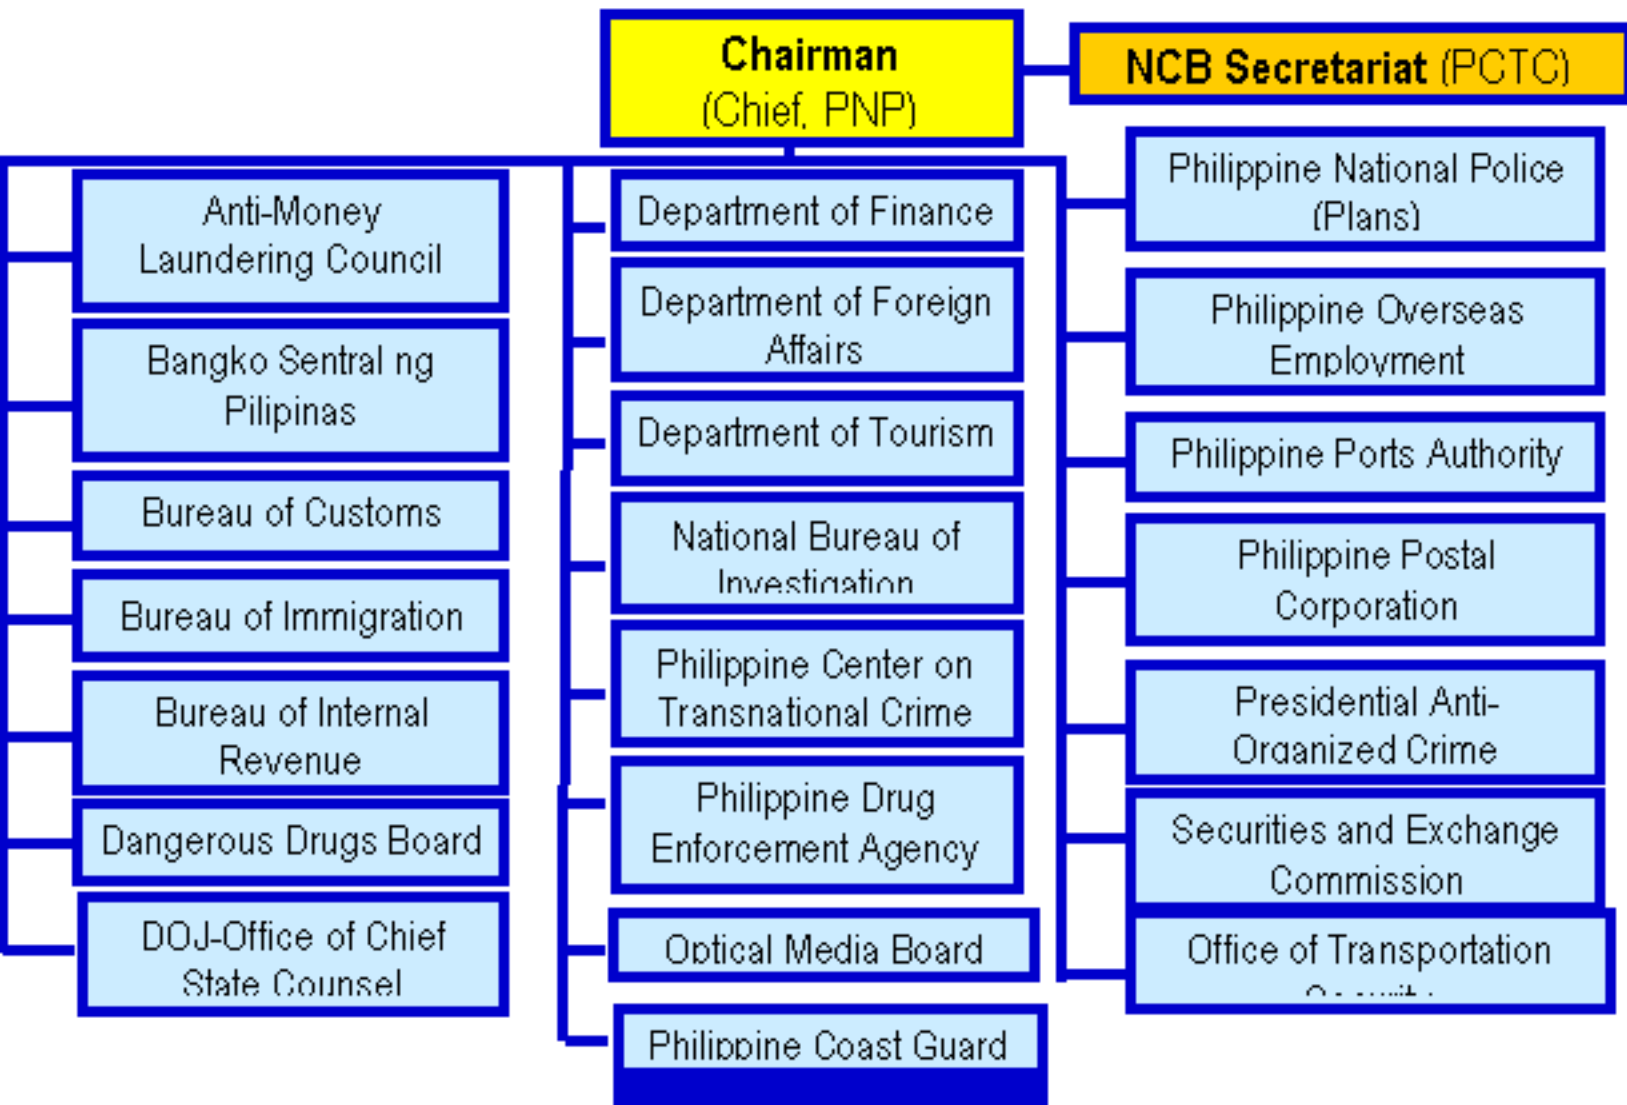 Chairman
(Chief, PNP)
NCB Secretariat (PCTC)
Anti-Money
Laundering Council
Bangko Sentral ng
Pilipinas
Bureau of Customs
Bureau of Immigration
Bureau of Internal
Revenue
Dangerous Drugs Board
DOJ-Office of Chief
State Counsel
Department of Finance
Department of Foreign
Affairs
Department of Tourism
National Bureau of
Investigation
Philippine Center on
Transnational Crime
Philippine Drug
Enforcement Agency
Optical Media Board
Philippine Coast Guard
Philippine National Police
(Plans)
Philippine Overseas
Employment
Philippine Ports Authority
Philippine Postal
Corporation
Presidential Anti-
Organized Crime
Securities and Exchange
Commission
Office of Transportation